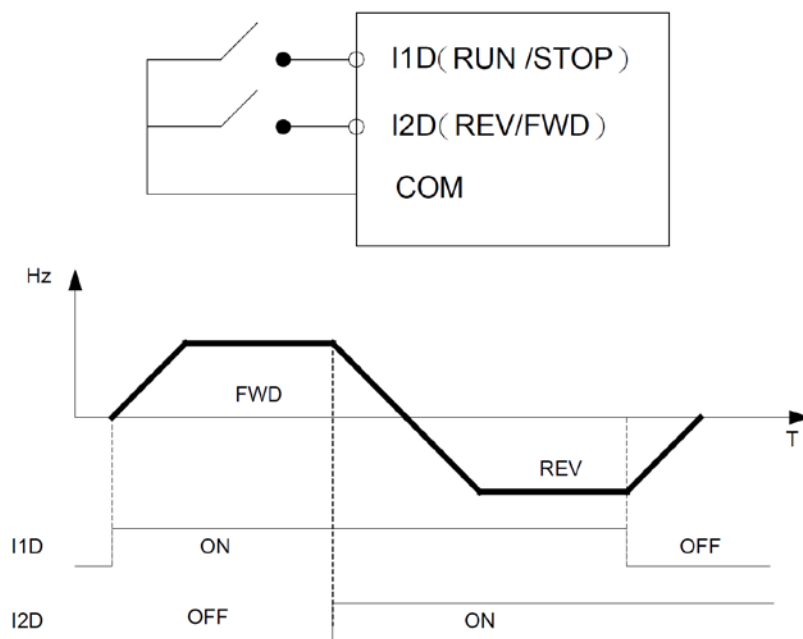 I1D(RUN /STOP)
I2D(REV/FWD)
COM
Hz
FWD
T
REV
I1D ON OFF
I2D OFF ON